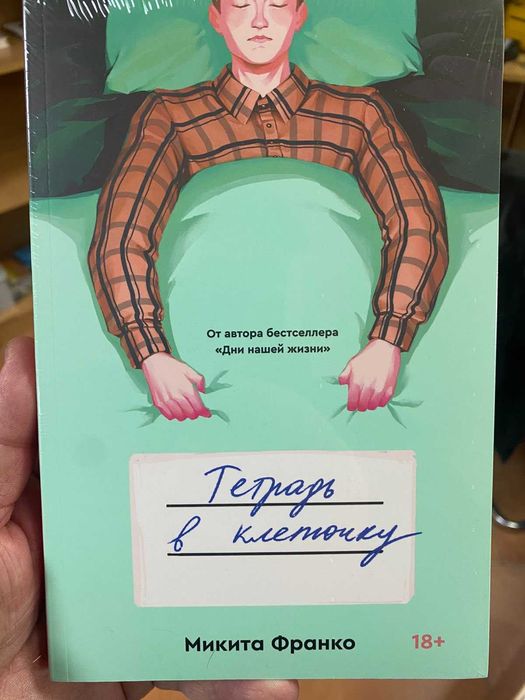 От автора бестселлера
«Дни нашей жизни»
Тетрадь
в клеточку
Микита Франко
18+